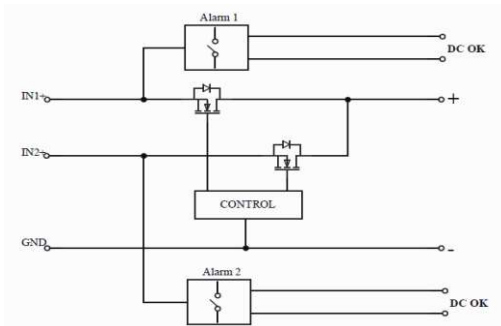 Alarm 1
DC OK
IN1+
+
IN2+
CONTROL
GND
-
Alarm 2
DC OK